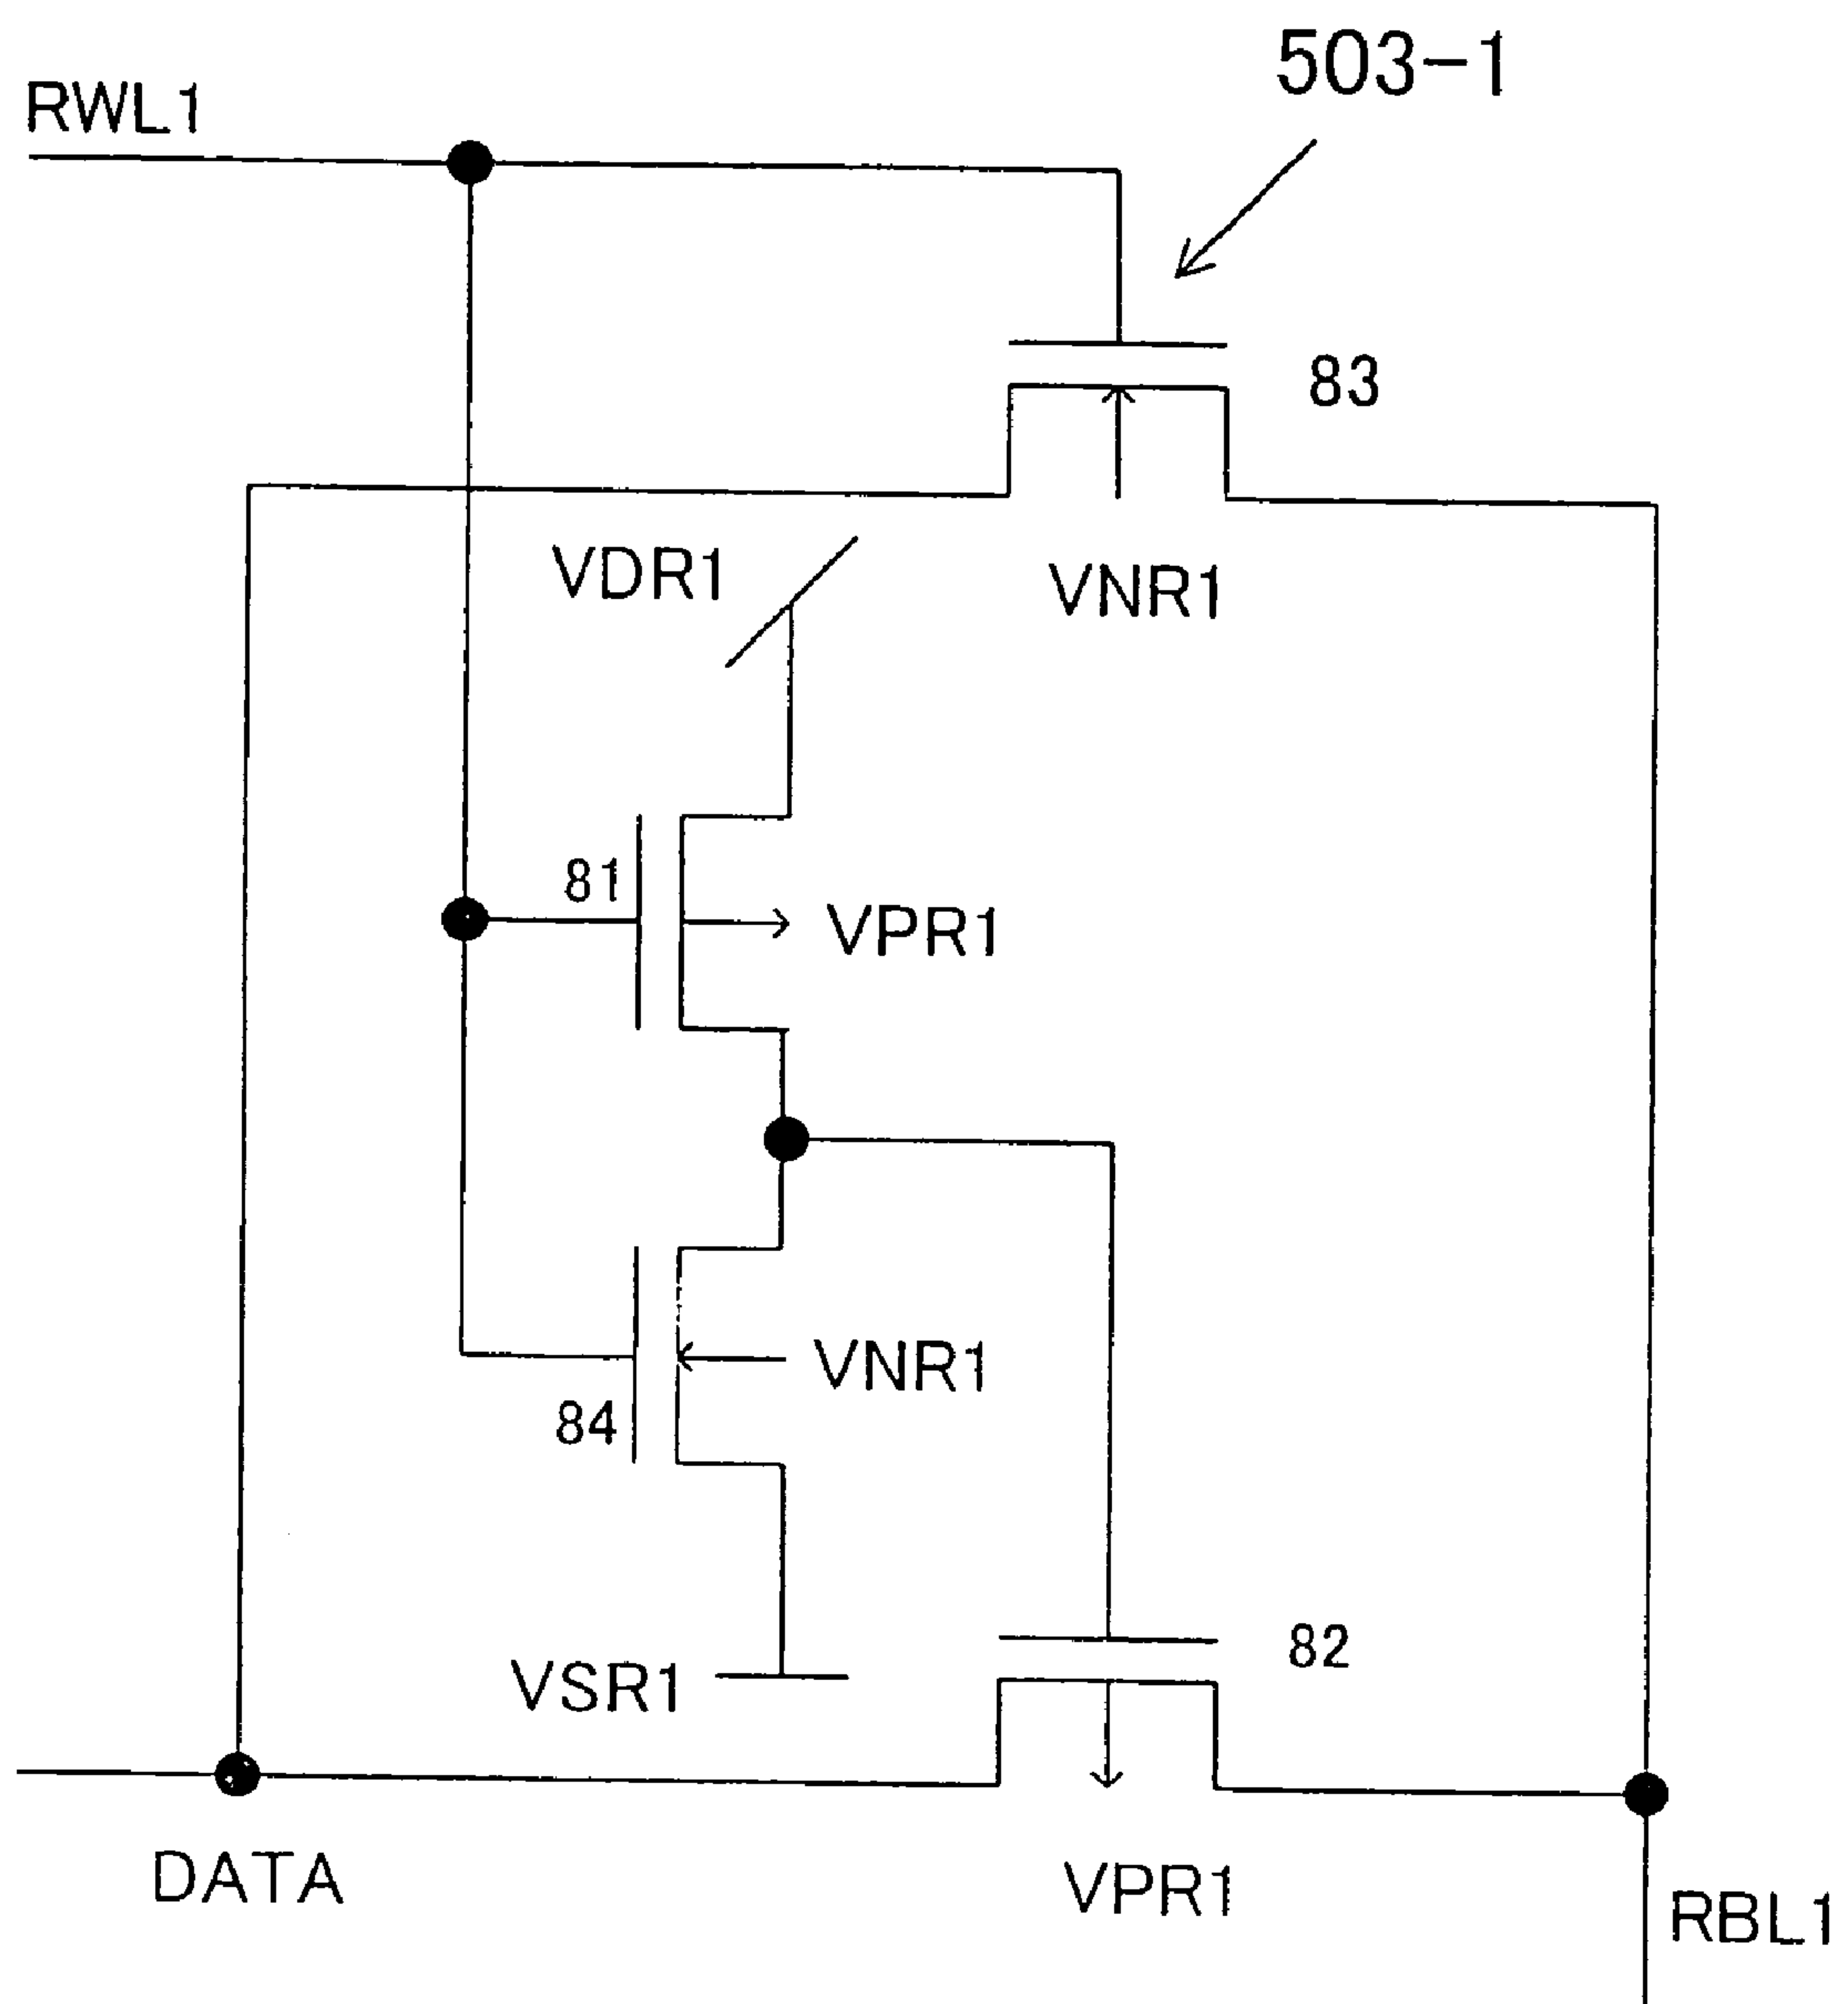 503-1
RWL1
83
VDR1
VNR1
81
VPR1
VNR1
84
82
VSR1
DATA
VPR1
RBL1